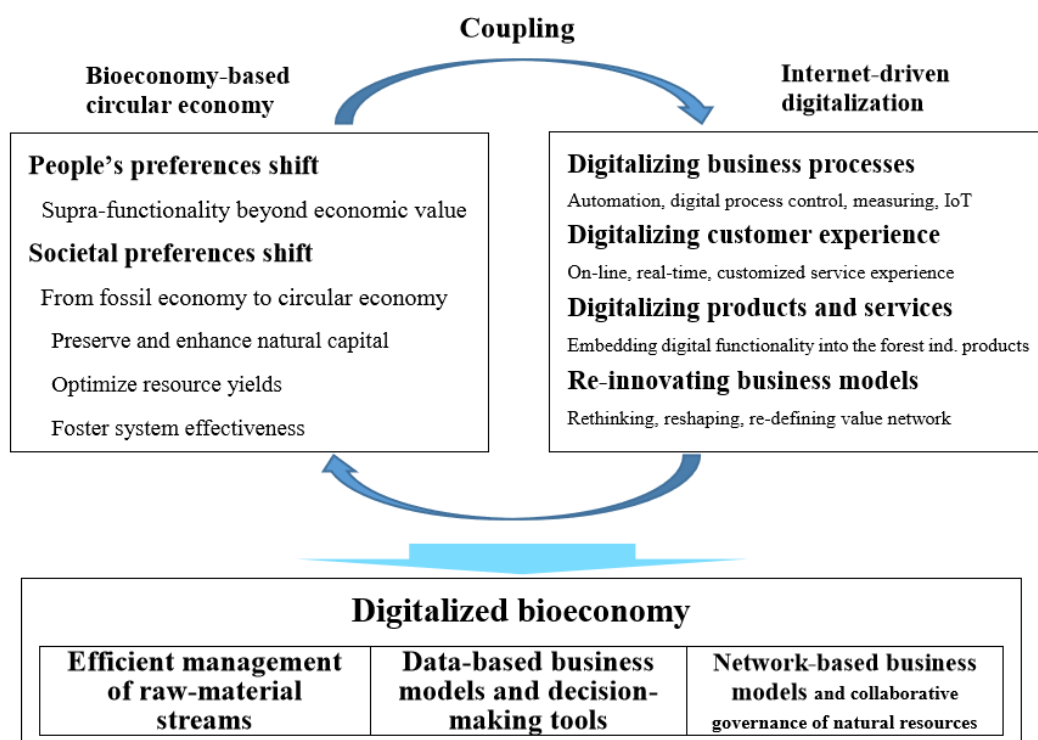 Coupling
Bioeconomy-based
circular economy
Internet-driven
digitalization
People's preferences shift
Supra-functionality beyond economic value
Societal preferences shift
From fossil economy to circular economy
Preserve and enhance natural capital
Optimize resource yields
Foster system effectiveness
Digitalizing business processes
Automation, digital process control, measuring, IoT
Digitalizing customer experience
On-line, real-time, customized service experience
Digitalizing products and services
Embedding digital functionality into the forest ind. products
Re-innovating business models
Rethinking, reshaping, re-defining value network
Digitalized bioeconomy
Efficient management
of raw-material
streams
Data-based business
models and decision-
making tools
Network-based business
models and collaborative
governance of natural resources